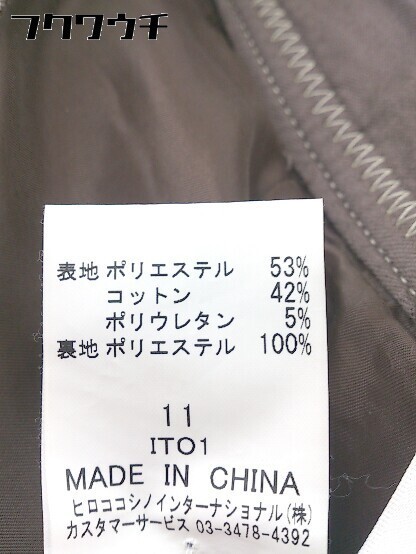 フクワウチ
表地 ポリエステル 53%
コットン 42%
ポリウレタン 5%
裏地 ポリエステル 100%
11
IT01
MADE IN CHINA
ヒロココシノインターナショナル(株)
カスタマーサービス 03-3478-4392